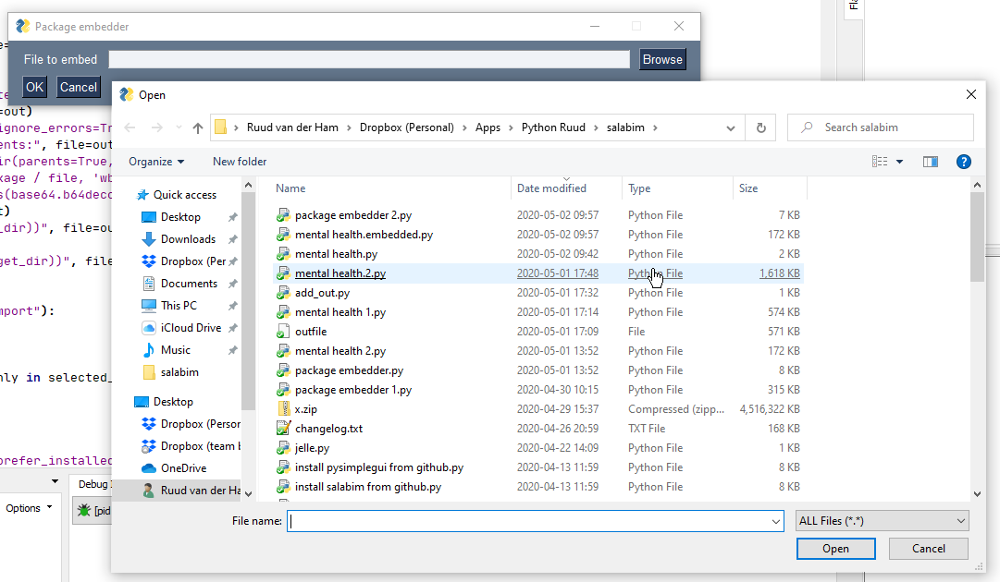 Package embedder
File to embed
Browse
OK
Cancel
Open
Ruud van der Ham > Dropbox (Personal) > Apps > Python Ruud > salabim >
Search salabim
Organize
New folder
Name Date modified Type Size
Quick access
Desktop
Downloads
Dropbox (Per
Documents
This PC
iCloud Drive
Music
salabim
Desktop
Dropbox (Person
Dropbox (team b
OneDrive
Ruud van der Ha
package embedder 2.py 2020-05-02 09:57 Python File 7 KB
mental health.embedded.py 2020-05-02 09:57 Python File 172 KB
mental health.py 2020-05-02 09:42 Python File 2 KB
mental health.2.py 2020-05-01 17:48 Python File 1,618 KB
add_out.py 2020-05-01 17:32 Python File 1 KB
mental health 1.py 2020-05-01 17:14 Python File 574 KB
outfile 2020-05-01 17:09 File 571 KB
mental health 2.py 2020-05-01 13:52 Python File 172 KB
package embedder.py 2020-05-01 13:52 Python File 8 KB
package embedder 1.py 2020-04-30 10:15 Python File 315 KB
x.zip 2020-04-29 15:37 Compressed (zipp... 4,516,322 KB
changelog.txt 2020-04-26 20:59 TXT File 168 KB
jelle.py 2020-04-22 14:09 Python File 1 KB
install pysimplegui from github.py 2020-04-13 11:59 Python File 8 KB
install salabim from github.py 2020-04-13 11:59 Python File 8 KB
File name:
ALL Files (*.*)
Open
Cancel
=out)
ignore_errors=Tr
ents:", file=out
ir(parents=True,
kage / file, 'wb
s(base64.b64deco
t)
_dir))", file=ou
get_dir))", file
mport"):
nly in selected_
prefer_installed
Debug
Options
[pid